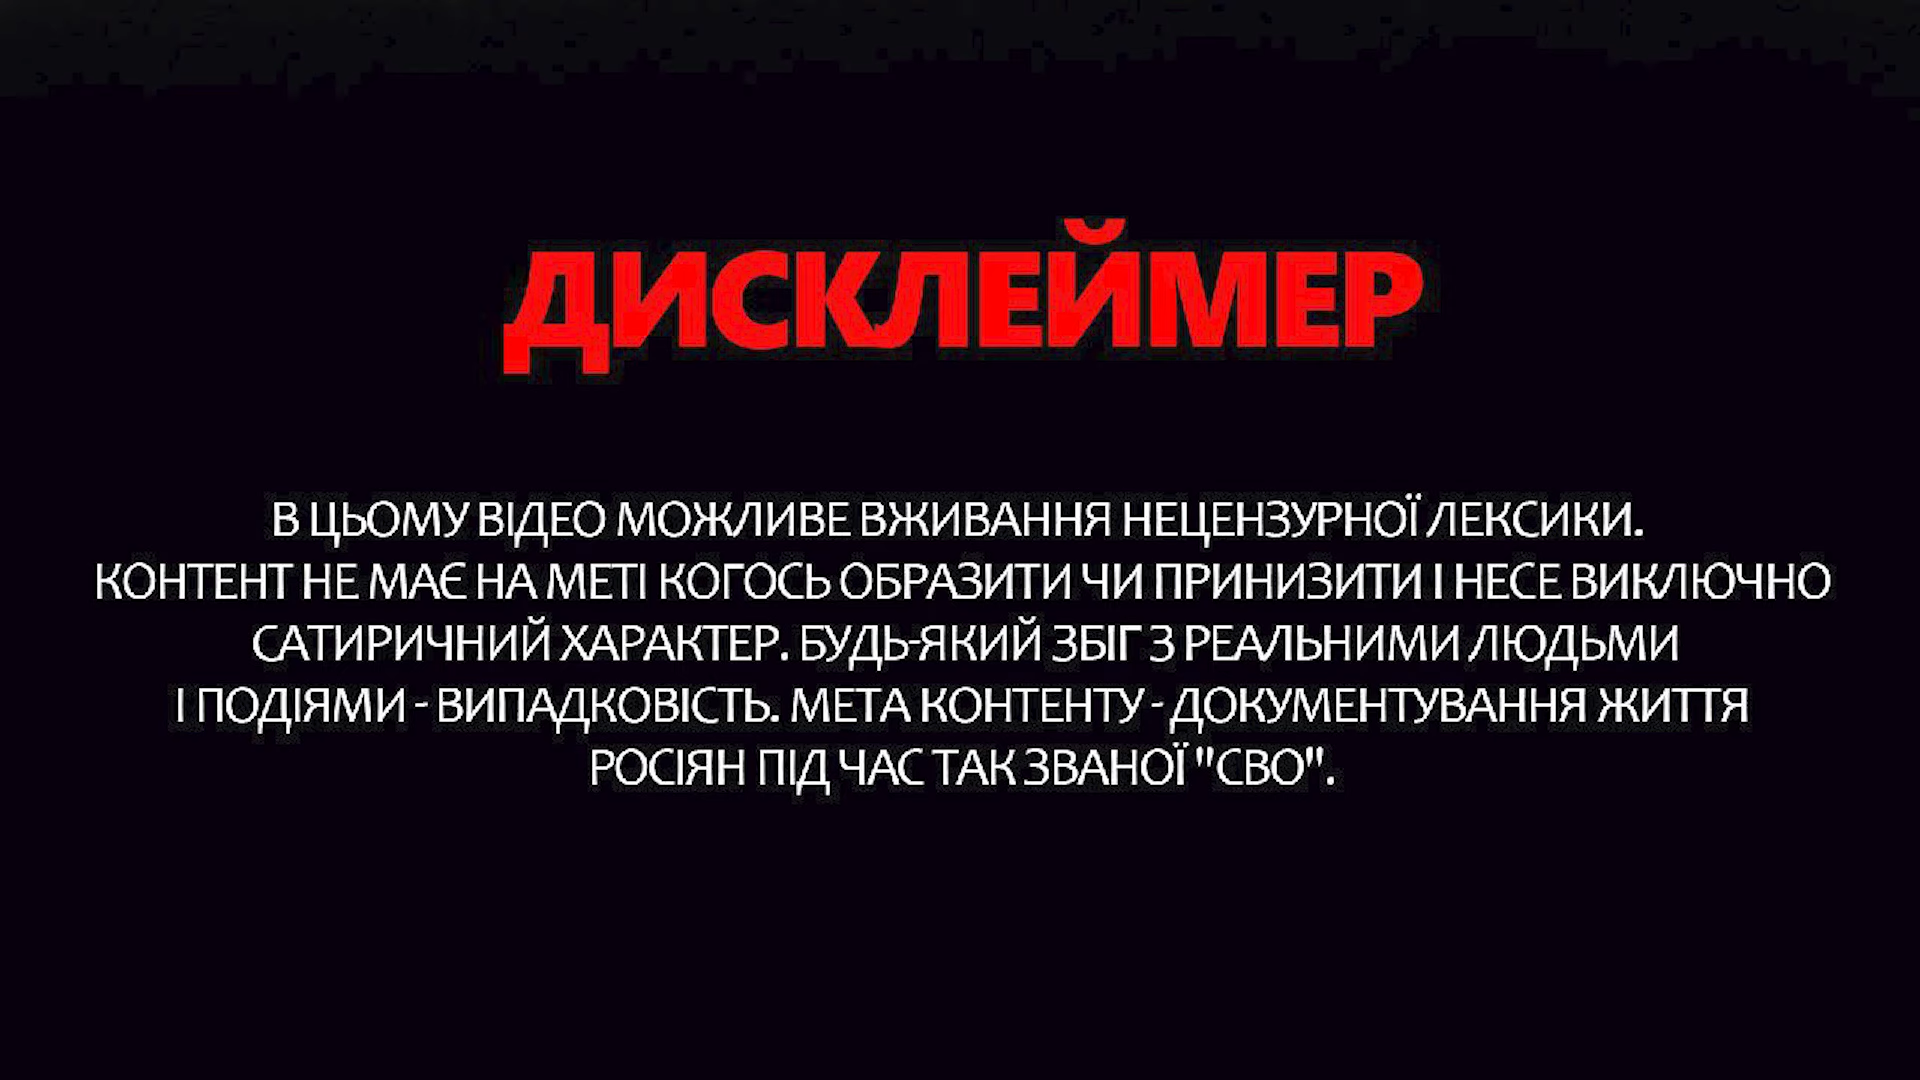 ДИСКЛЕЙМЕР
В ЦЬОМУ ВІДЕО МОЖЛИВЕ ВЖИВАННЯ НЕЦЕНЗУРНОЇ ЛЕКСИКИ.
КОНТЕНТ НЕ МАЄ НА МЕТІ КОГОСЬ ОБРАЗИТИ ЧИ ПРИНИЗИТИ І НЕСЕ ВИКЛЮЧНО
САТИРИЧНИЙ ХАРАКТЕР. БУДЬ-ЯКИЙ ЗБІГ З РЕАЛЬНИМИ ЛЮДЬМИ
І ПОДІЯМИ - ВИПАДКОВІСТЬ. МЕТА КОНТЕНТУ - ДОКУМЕНТУВАННЯ ЖИТТЯ
РОСІЯН ПІД ЧАС ТАК ЗВАНОЇ "СВО".